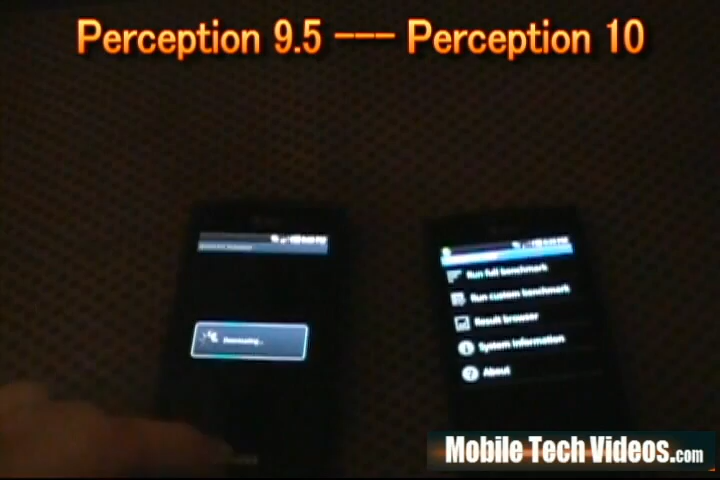 Perception 9.5 --- Perception 10
Downloading...
Run full benchmark
Run custom benchmark
Result browser
System information
About
Mobile Tech Videos.com